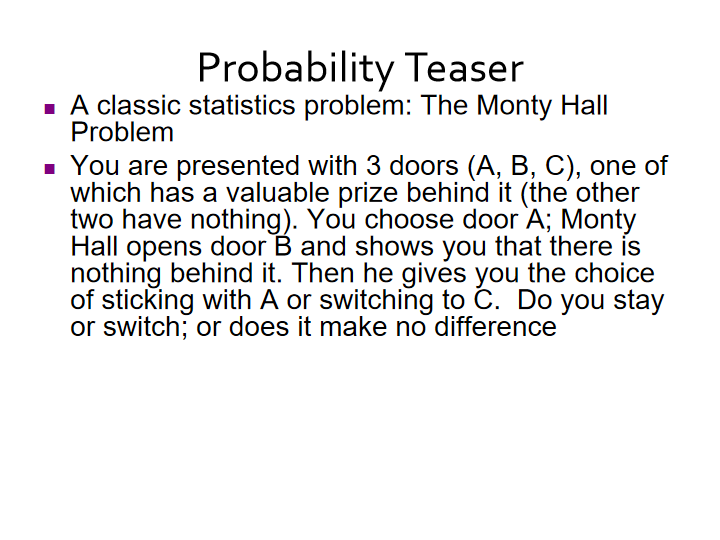 Probability Teaser
A classic statistics problem: The Monty Hall
Problem
You are presented with 3 doors (A, B, C), one of
which has a valuable prize behind it (the other
two have nothing). You choose door A; Monty
Hall opens door B and shows you that there is
nothing behind it. Then he gives you the choice
of sticking with A or switching to C.  Do you stay
or switch; or does it make no difference